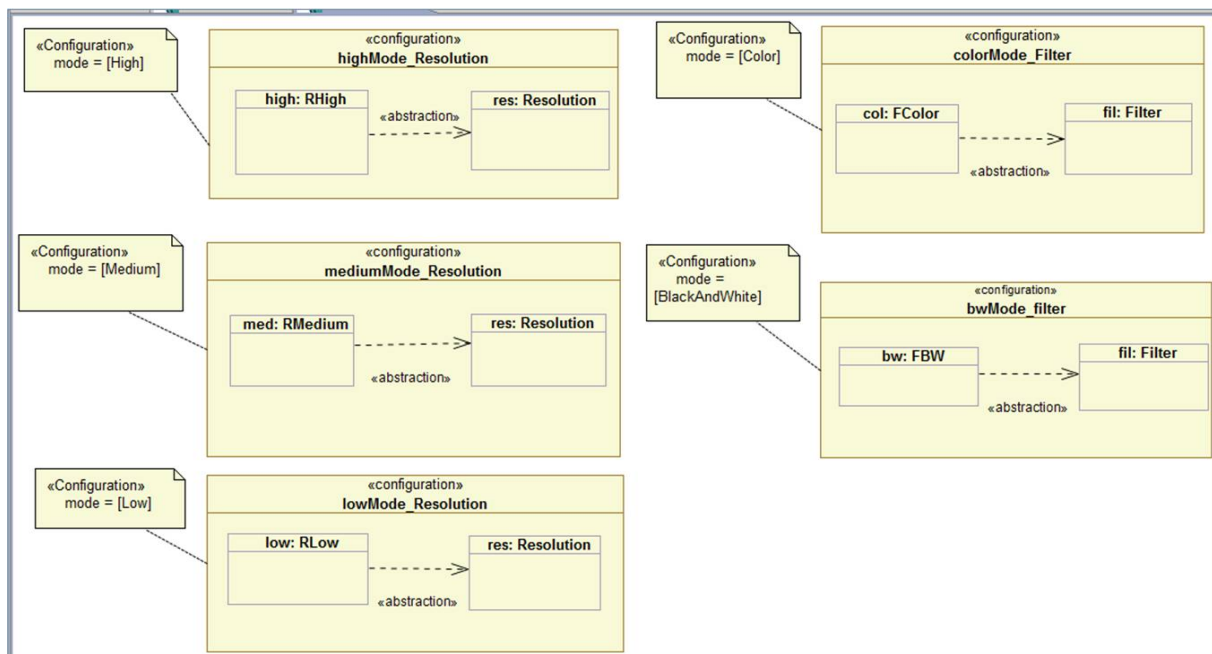 «Configuration»
mode = [High]
«configuration»
highMode_Resolution
high: RHigh
«abstraction»
res: Resolution
«Configuration»
mode = [Color]
«configuration»
colorMode_Filter
col: FColor
«abstraction»
fil: Filter
«Configuration»
mode = [Medium]
«configuration»
mediumMode_Resolution
med: RMedium
«abstraction»
res: Resolution
«Configuration»
mode =
[BlackAndWhite]
«configuration»
bwMode_filter
bw: FBW
«abstraction»
fil: Filter
«Configuration»
mode = [Low]
«configuration»
lowMode_Resolution
low: RLow
«abstraction»
res: Resolution